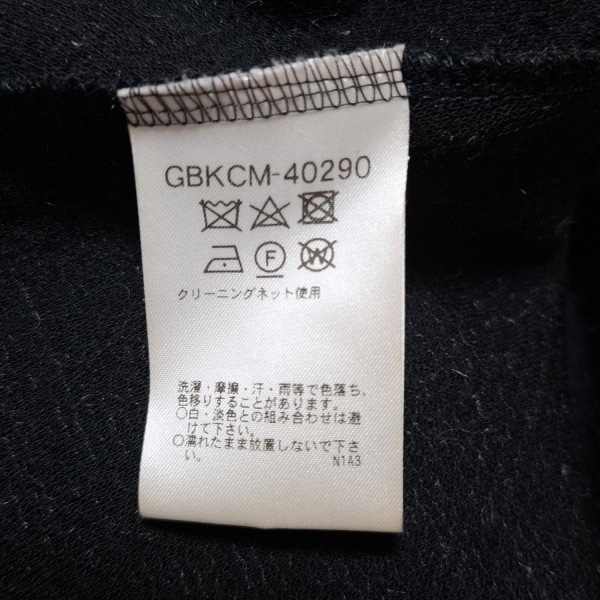 GBKCM-40290
F
W
クリーニングネット使用
洗濯・摩擦・汗・雨等で色落ち、
色移りすることがあります。
○白・淡色との組み合わせは避
けて下さい。
○濡れたまま放置しないで下さ
い。
N1A3